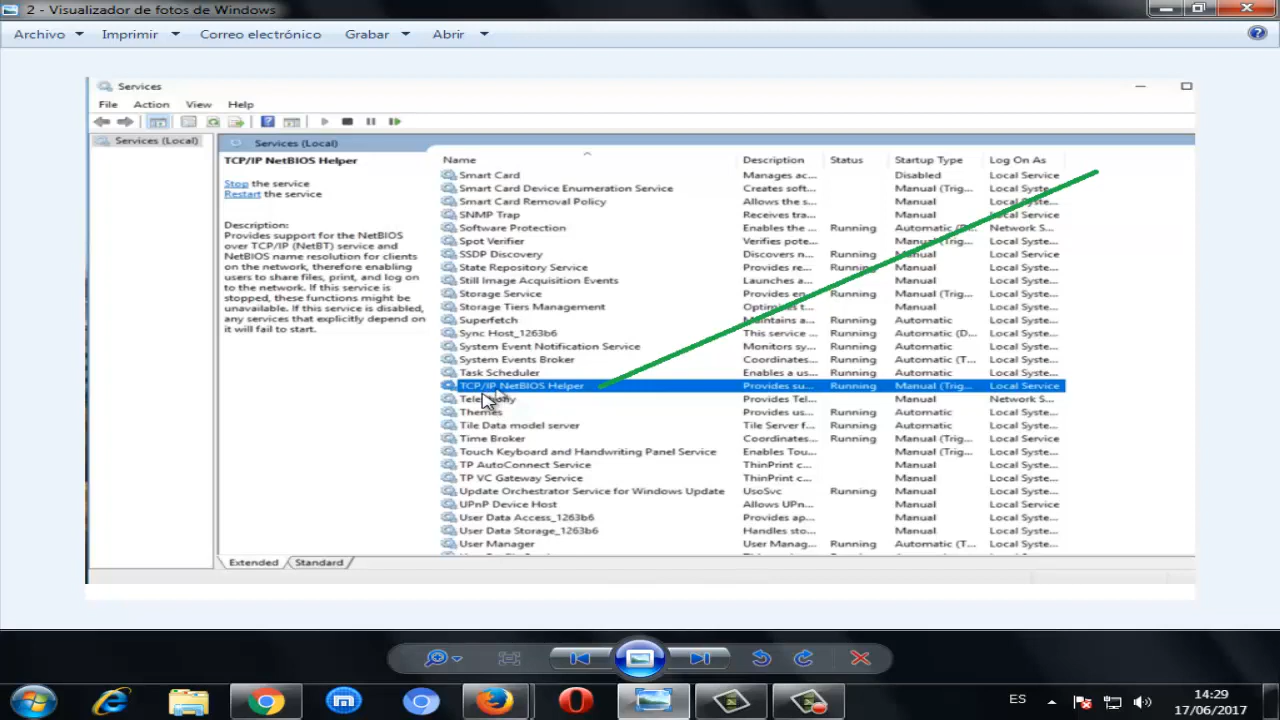 2 - Visualizador de fotos de Windows
Archivo Imprimir Correo electrónico Grabar Abrir
Services
File Action View Help
Services (Local) Services (Local)
TCP/IP NetBIOS Helper
Stop the service
Restart the service
Description:
Provides support for the NetBIOS
over TCP/IP (NetBT) service and
NetBIOS name resolution for clients
on the network, therefore enabling
users to share files, print, and log on
to the network. If this service is
stopped, these functions might be
unavailable. If this service is disabled,
any services that explicitly depend on
it will fail to start.
Name Description Status Startup Type Log On As
Smart Card Manages ac... Disabled Local Service
Smart Card Device Enumeration Service Creates soft... Manual (Trig... Local Syste...
Smart Card Removal Policy Allows the s... Manual Local Syste...
SNMP Trap Receives tra... Manual Local Service
Software Protection Enables the ... Running Automatic (D... Network S...
Spot Verifier Verifies pote... Manual (Trig... Local Syste...
SSDP Discovery Discovers n... Running Manual Local Service
State Repository Service Provides re... Running Manual Local Syste...
Still Image Acquisition Events Launches a... Manual Local Syste...
Storage Service Provides en... Running Manual (Trig... Local Syste...
Storage Tiers Management Optimizes t... Manual Local Syste...
Superfetch Maintains a... Running Automatic Local Syste...
Sync Host_1263b6 This service ... Running Automatic (D... Local Syste...
System Event Notification Service Monitors sy... Running Automatic Local Syste...
System Events Broker Coordinates... Running Automatic (T... Local Syste...
Task Scheduler Enables a us... Running Automatic Local Syste...
TCP/IP NetBIOS Helper Provides su... Running Manual (Trig... Local Service
Telephony Provides Tel... Manual Network S...
Themes Provides us... Running Automatic Local Syste...
Tile Data model server Tile Server f... Running Automatic Local Syste...
Time Broker Coordinates... Running Manual (Trig... Local Service
Touch Keyboard and Handwriting Panel Service Enables Tou... Manual (Trig... Local Syste...
TP AutoConnect Service ThinPrint c... Manual Local Syste...
TP VC Gateway Service ThinPrint c... Manual Local Syste...
Update Orchestrator Service for Windows Update UsoSvc Running Manual Local Syste...
UPnP Device Host Allows UPn... Manual Local Service
User Data Access_1263b6 Provides ap... Manual Local Syste...
User Data Storage_1263b6 Handles sto... Manual Local Syste...
User Manager User Manag... Running Automatic (T... Local Syste...
Extended Standard
ES
14:29
17/06/2017